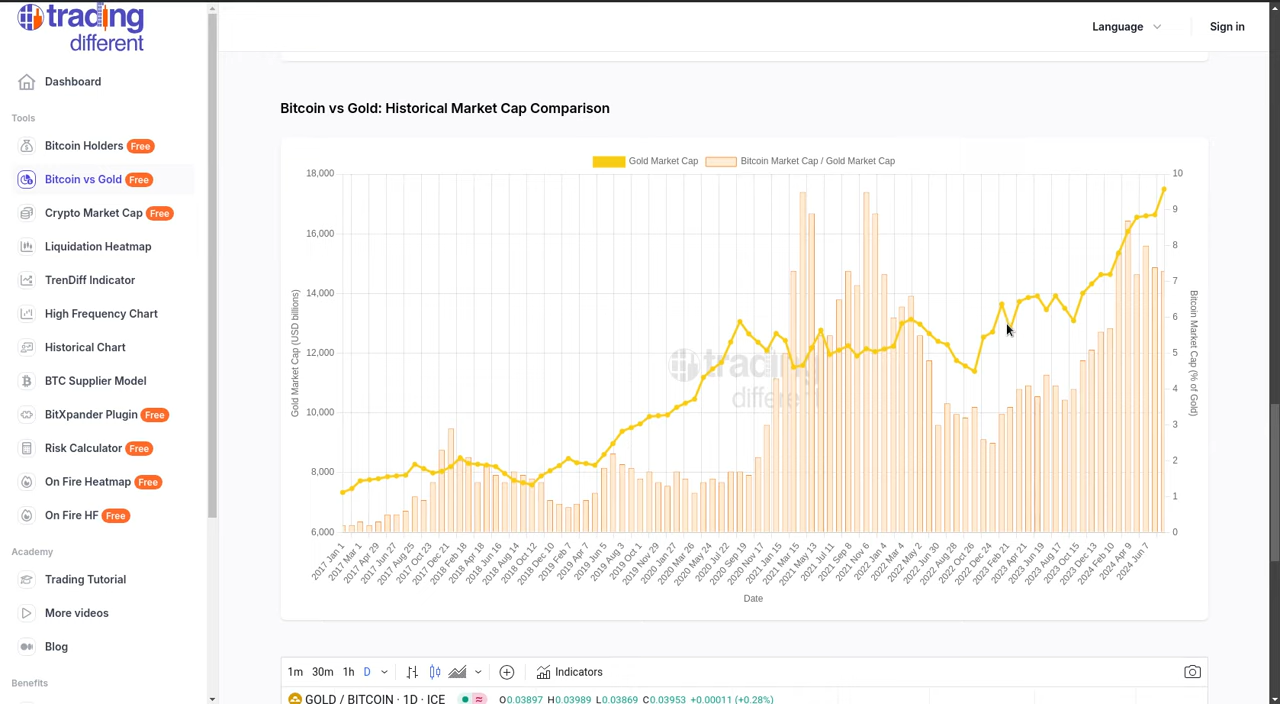 trading
different
Language
Sign in
Dashboard
Tools
Bitcoin Holders Free
Bitcoin vs Gold Free
Crypto Market Cap Free
Liquidation Heatmap
TrenDiff Indicator
High Frequency Chart
Historical Chart
BTC Supplier Model
BitXpander Plugin Free
Risk Calculator Free
On Fire Heatmap Free
On Fire HF Free
Academy
Trading Tutorial
More videos
Blog
Benefits
Bitcoin vs Gold: Historical Market Cap Comparison
Gold Market Cap
Bitcoin Market Cap / Gold Market Cap
18,000
16,000
14,000
12,000
10,000
8,000
6,000
Gold Market Cap (USD billions)
10
9
8
7
6
5
4
3
2
1
0
Bitcoin Market Cap (% of Gold)
trading
different
2017 Jan 1
2017 Mar 1
2017 Apr 29
2017 Jun 27
2017 Aug 25
2017 Oct 23
2017 Dec 21
2018 Feb 18
2018 Apr 18
2018 Jun 16
2018 Aug 14
2018 Oct 12
2018 Dec 10
2019 Feb 7
2019 Apr 7
2019 Jun 5
2019 Aug 3
2019 Oct 1
2019 Nov 29
2020 Jan 27
2020 Mar 26
2020 May 24
2020 Jul 22
2020 Sep 19
2020 Nov 17
2021 Jan 15
2021 Mar 15
2021 May 13
2021 Jul 11
2021 Sep 8
2021 Nov 6
2022 Jan 4
2022 Mar 4
2022 May 2
2022 Jun 30
2022 Aug 28
2022 Oct 26
2022 Dec 24
2023 Feb 21
2023 Apr 21
2023 Jun 19
2023 Aug 17
2023 Oct 15
2023 Dec 13
2024 Feb 10
2024 Apr 9
2024 Jun 7
Date
1m 30m 1h D
Indicators
GOLD / BITCOIN · 1D · ICE
O0.03897 H0.03989 L0.03869 C0.03953 +0.00011 (+0.28%)